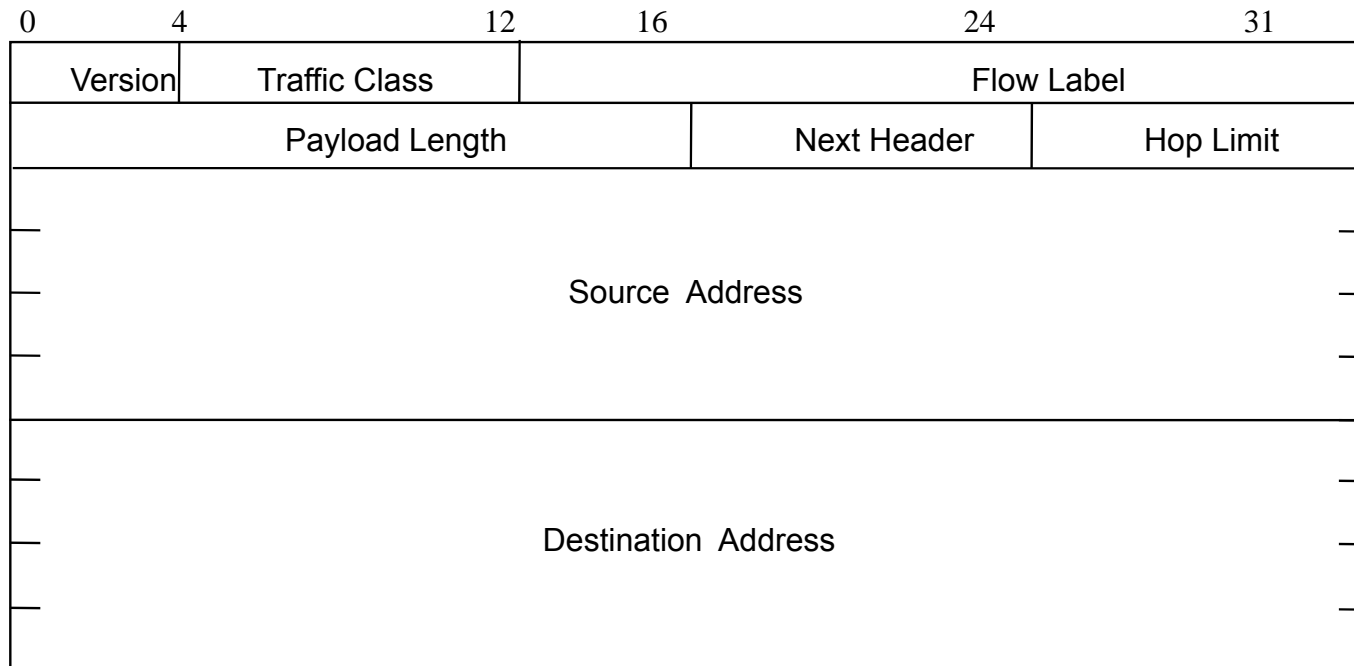 0 4 12 16 24 31
Version Traffic Class Flow Label
Payload Length Next Header Hop Limit
Source Address
Destination Address